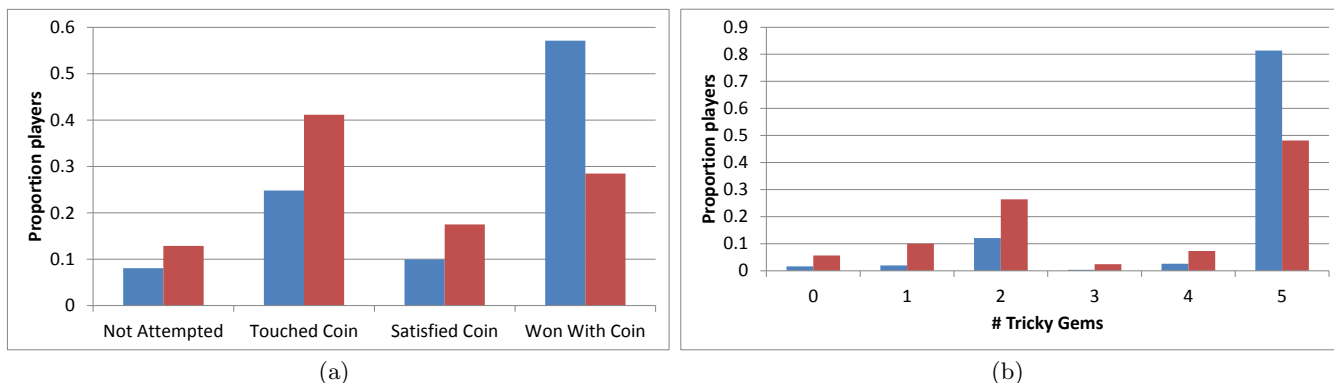 Proportion players
0.6
0.5
0.4
0.3
0.2
0.1
0
Not Attempted Touched Coin Satisfied Coin Won With Coin
(a)
Proportion players
0.9
0.8
0.7
0.6
0.5
0.4
0.3
0.2
0.1
0
0 1 2 3 4 5
# Tricky Gems
(b)